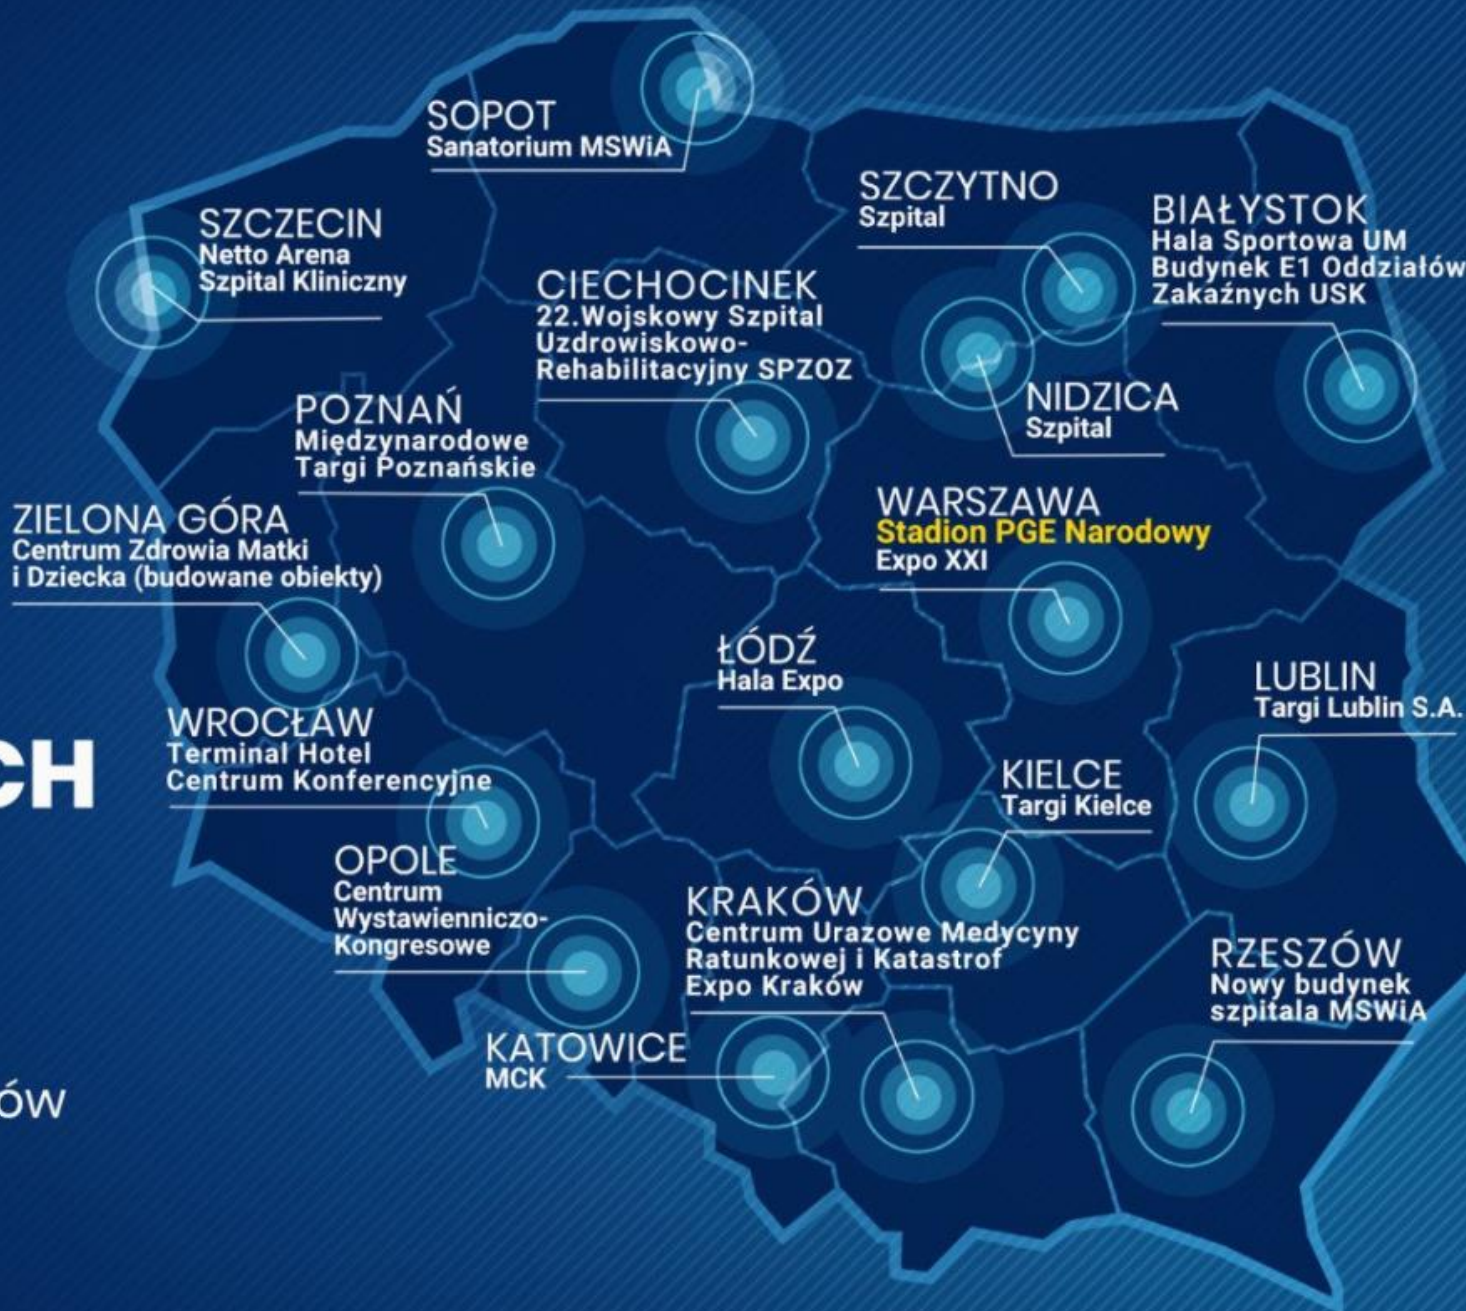 SOPOT
Sanatorium MSWiA
SZCZYTNO
Szpital
BIAŁYSTOK
Hala Sportowa UM
Budynek E1 Oddziałów
Zakaźnych USK
SZCZECIN
Netto Arena
Szpital Kliniczny
CIECHOCINEK
22.Wojskowy Szpital
Uzdrowiskowo-
Rehabilitacyjny SPZOZ
NIDZICA
Szpital
POZNAŃ
Międzynarodowe
Targi Poznańskie
WARSZAWA
Stadion PGE Narodowy
Expo XXI
ZIELONA GÓRA
Centrum Zdrowia Matki
i Dziecka (budowane obiekty)
ŁÓDŹ
Hala Expo
LUBLIN
Targi Lublin S.A.
WROCŁAW
Terminal Hotel
Centrum Konferencyjne
CH
KIELCE
Targi Kielce
OPOLE
Centrum
Wystawienniczo-
Kongresowe
KRAKÓW
Centrum Urazowe Medycyny
Ratunkowej i Katastrof
Expo Kraków
RZESZÓW
Nowy budynek
szpitala MSWiA
KATOWICE
MCK
ów